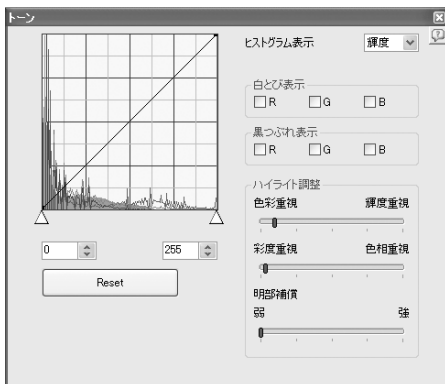 トーン
ヒストグラム表示 輝度
白とび表示
R G B
黒つぶれ表示
R G B
ハイライト調整
色彩重視 輝度重視
彩度重視 色相重視
明部補償
弱 強
0 255
Reset